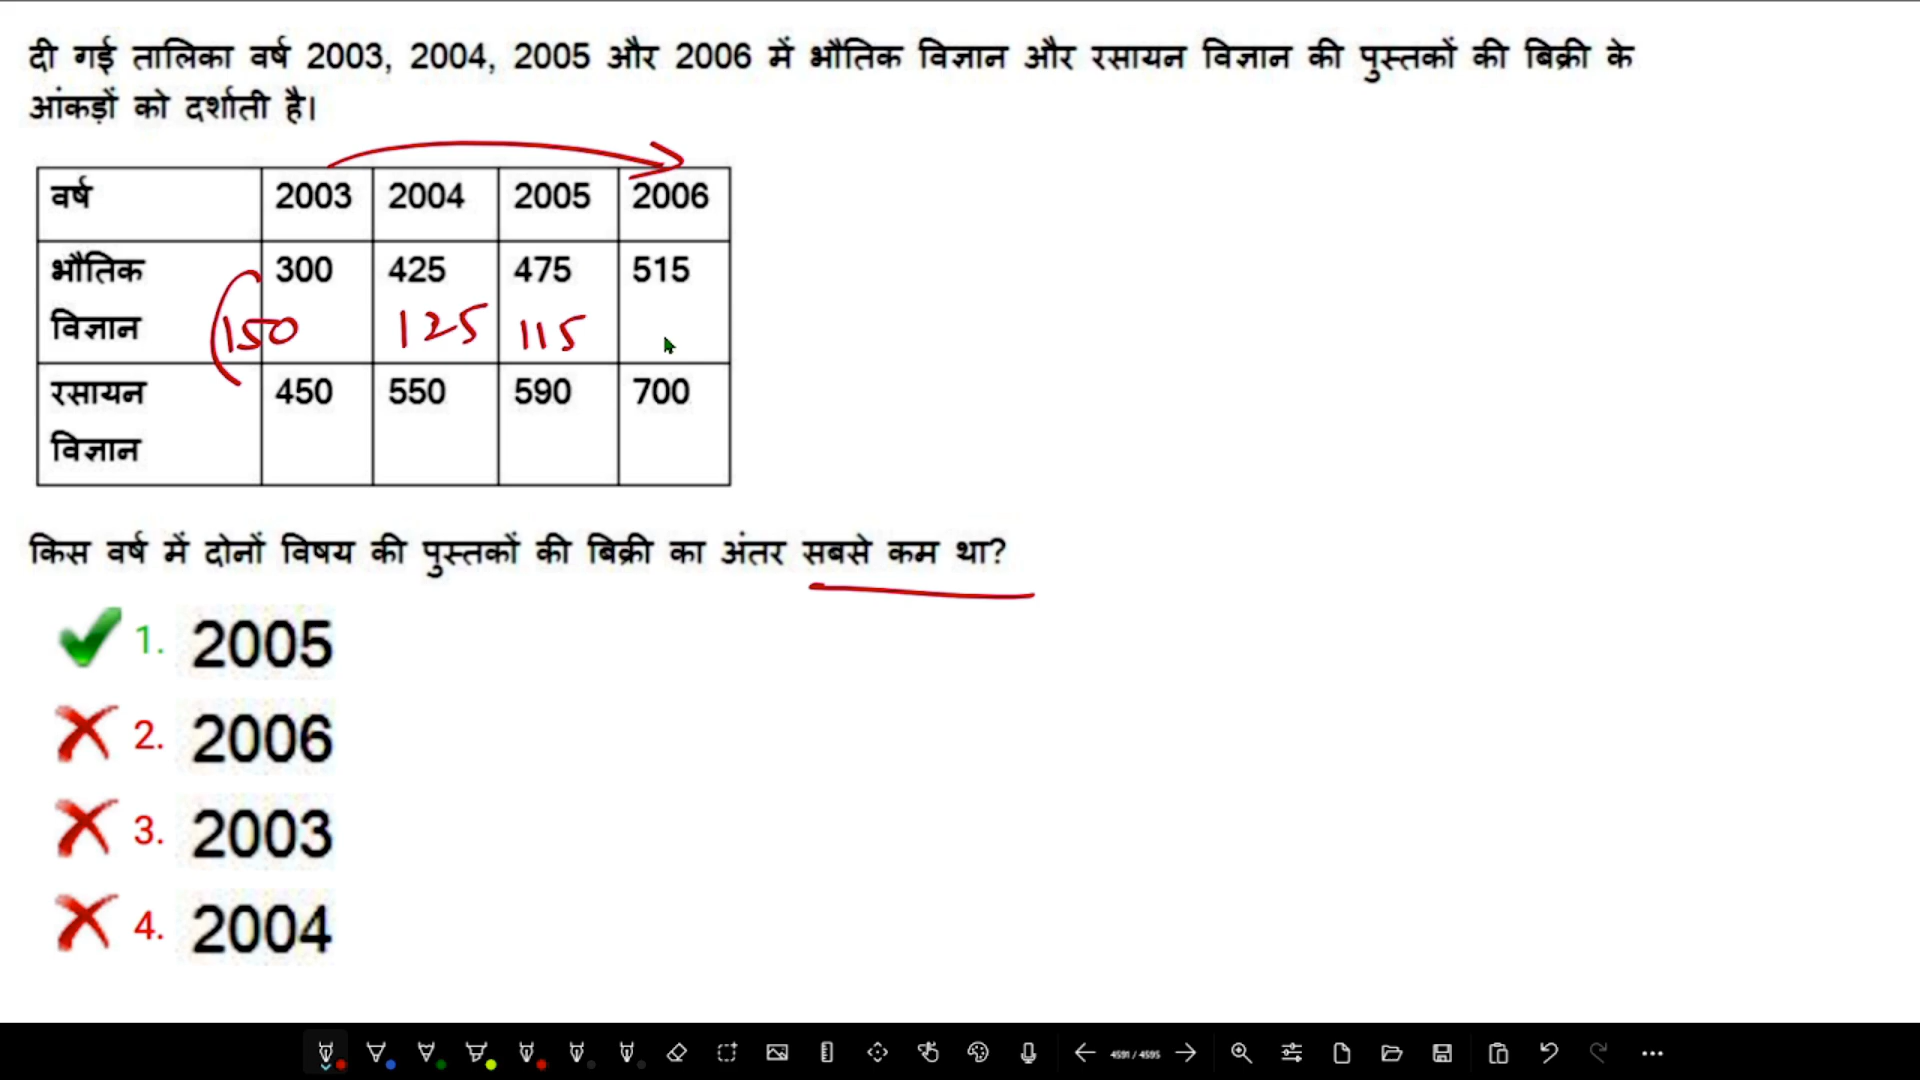 दी गई तालिका वर्ष 2003, 2004, 2005 और 2006 में भौतिक विज्ञान और रसायन विज्ञान की पुस्तकों की बिक्री के
आंकड़ों को दर्शाती है।
वर्ष 2003 2004 2005 2006
भौतिक 300 425 475 515
विज्ञान 150 125 115
रसायन 450 550 590 700
विज्ञान
किस वर्ष में दोनों विषय की पुस्तकों की बिक्री का अंतर सबसे कम था?
1. 2005
2. 2006
3. 2003
4. 2004
4591 / 4595